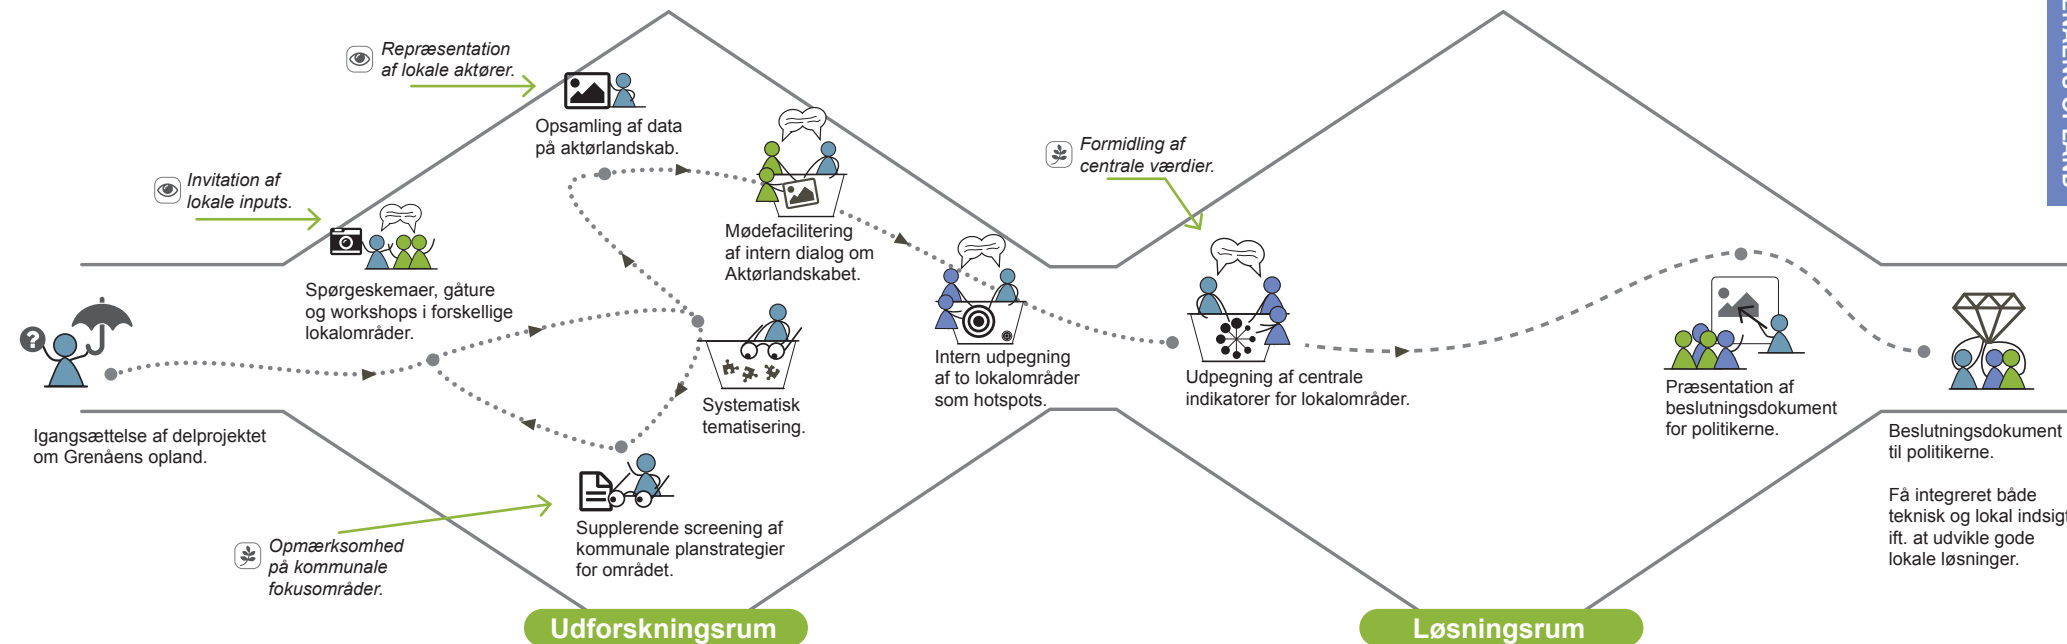 Repræsentation
af lokale aktører.
Opsamling af data
på aktørlandskab.
Invitation af
lokale inputs.
Spørgeskemaer, gåture
og workshops i forskellige
lokalområder.
Mødefacilitering
af intern dialog om
Aktørlandskabet.
Formidling af
centrale værdier.
?
Igangsættelse af delprojektet
om Grenåens opland.
Systematisk
tematisering.
Intern udpegning
af to lokalområder
som hotspots.
Udpegning af centrale
indikatorer for lokalområder.
Præsentation af
beslutningsdokument
for politikerne.
Beslutningsdokument
til politikerne.
Få integreret både
teknisk og lokal indsigt
ift. at udvikle gode
lokale løsninger.
Opmærksomhed
på kommunale
fokusområder.
Supplerende screening af
kommunale planstrategier
for området.
Udforskningsrum
Løsningsrum